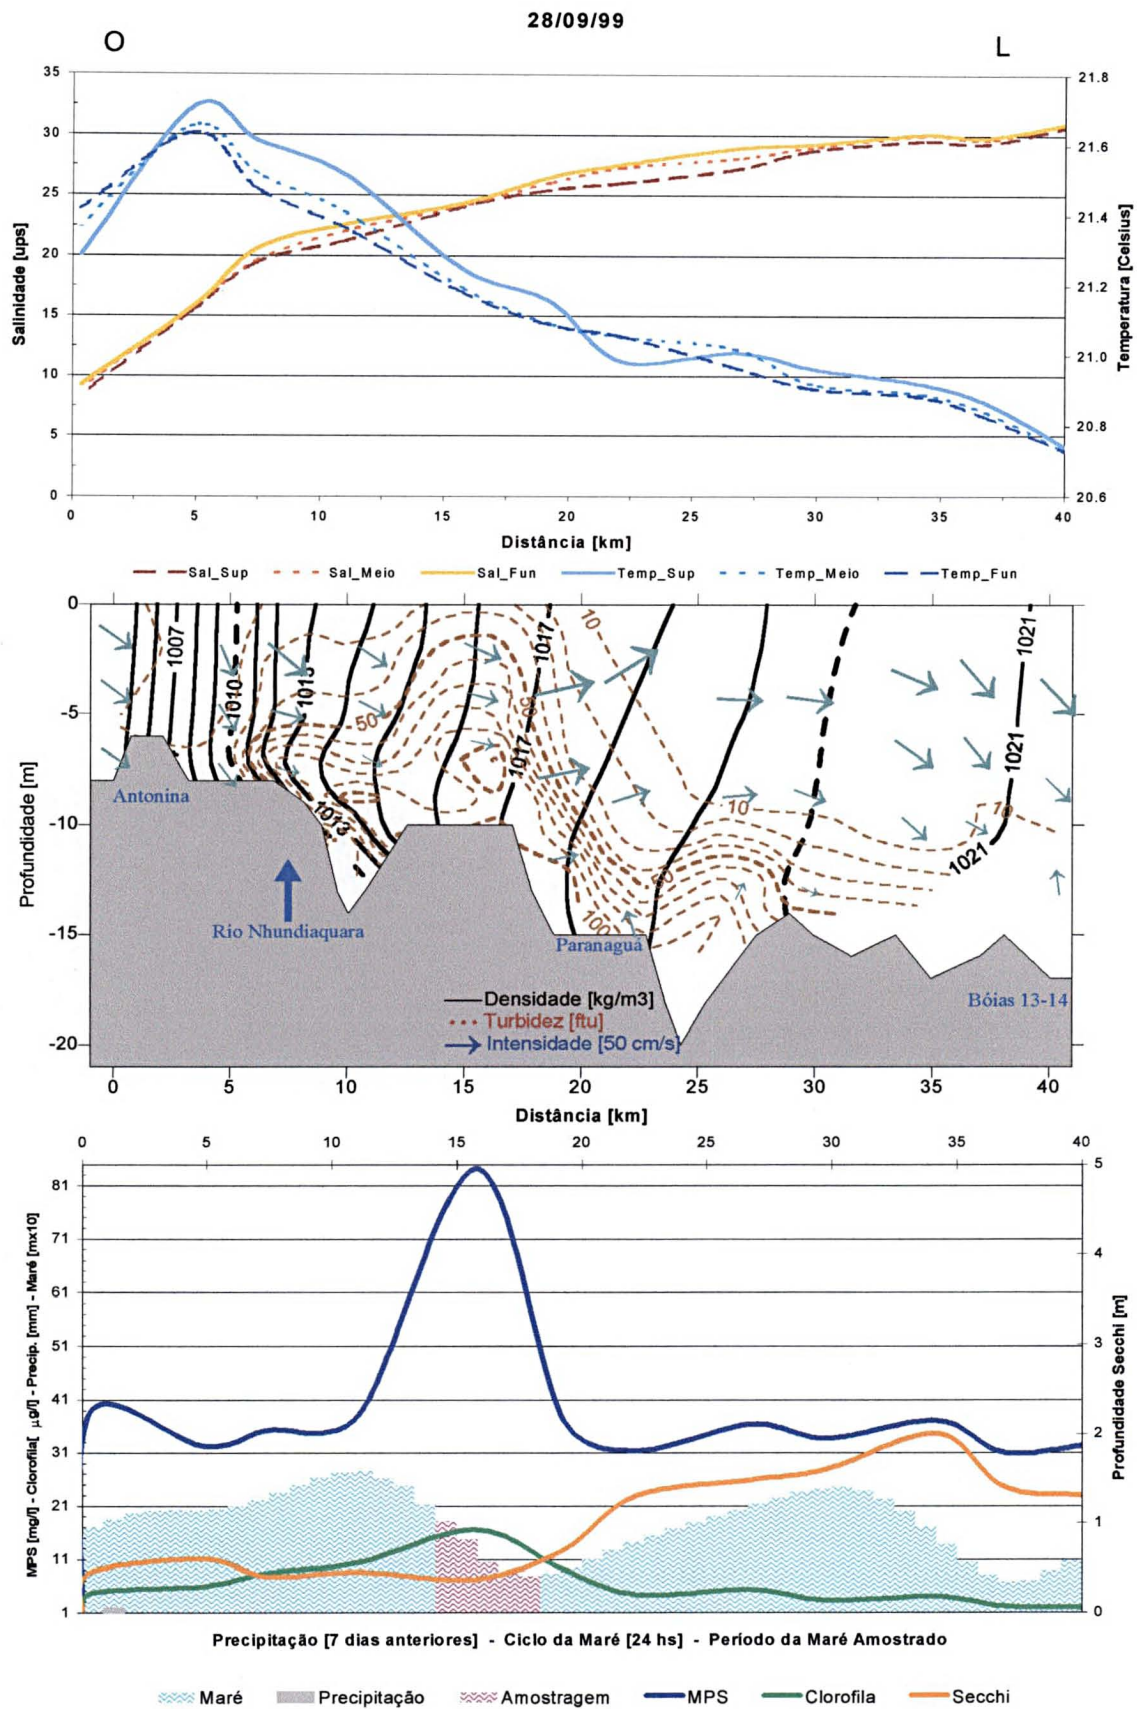 28/09/99
O L
35 21.8
30 21.6
25 21.4
20 21.2
15 21.0
10 20.8
5
0 20.6
Salinidade [ups]
Temperatura [Celsius]
0 5 10 15 20 25 30 35 40
Distância [km]
Sal_Sup Sal_Meio Sal_Fun Temp_Sup Temp_Meio Temp_Fun
0
-5
-10
-15
-20
Profundidade [m]
1007 1010 1013 1017 10 1021
50 50 1017 1021
1013 10 10 1021
50
100
Antonina
Rio Nhundiaquara
Paranaguá
Bóias 13-14
Densidade [kg/m3]
Turbidez [ftu]
Intensidade [50 cm/s]
0 5 10 15 20 25 30 35 40
Distância [km]
0 5 10 15 20 25 30 35 40
81 5
71 4
61
51 3
41
31 2
21 1
11
1 0
MPS [mg/l] - Clorofila[ µg/l] - Precip. [mm] - Maré [mx10]
Profundidade Secchi [m]
Precipitação [7 dias anteriores] - Ciclo da Maré [24 hs] - Período da Maré Amostrado
Maré Precipitação Amostragem MPS Clorofila Secchi